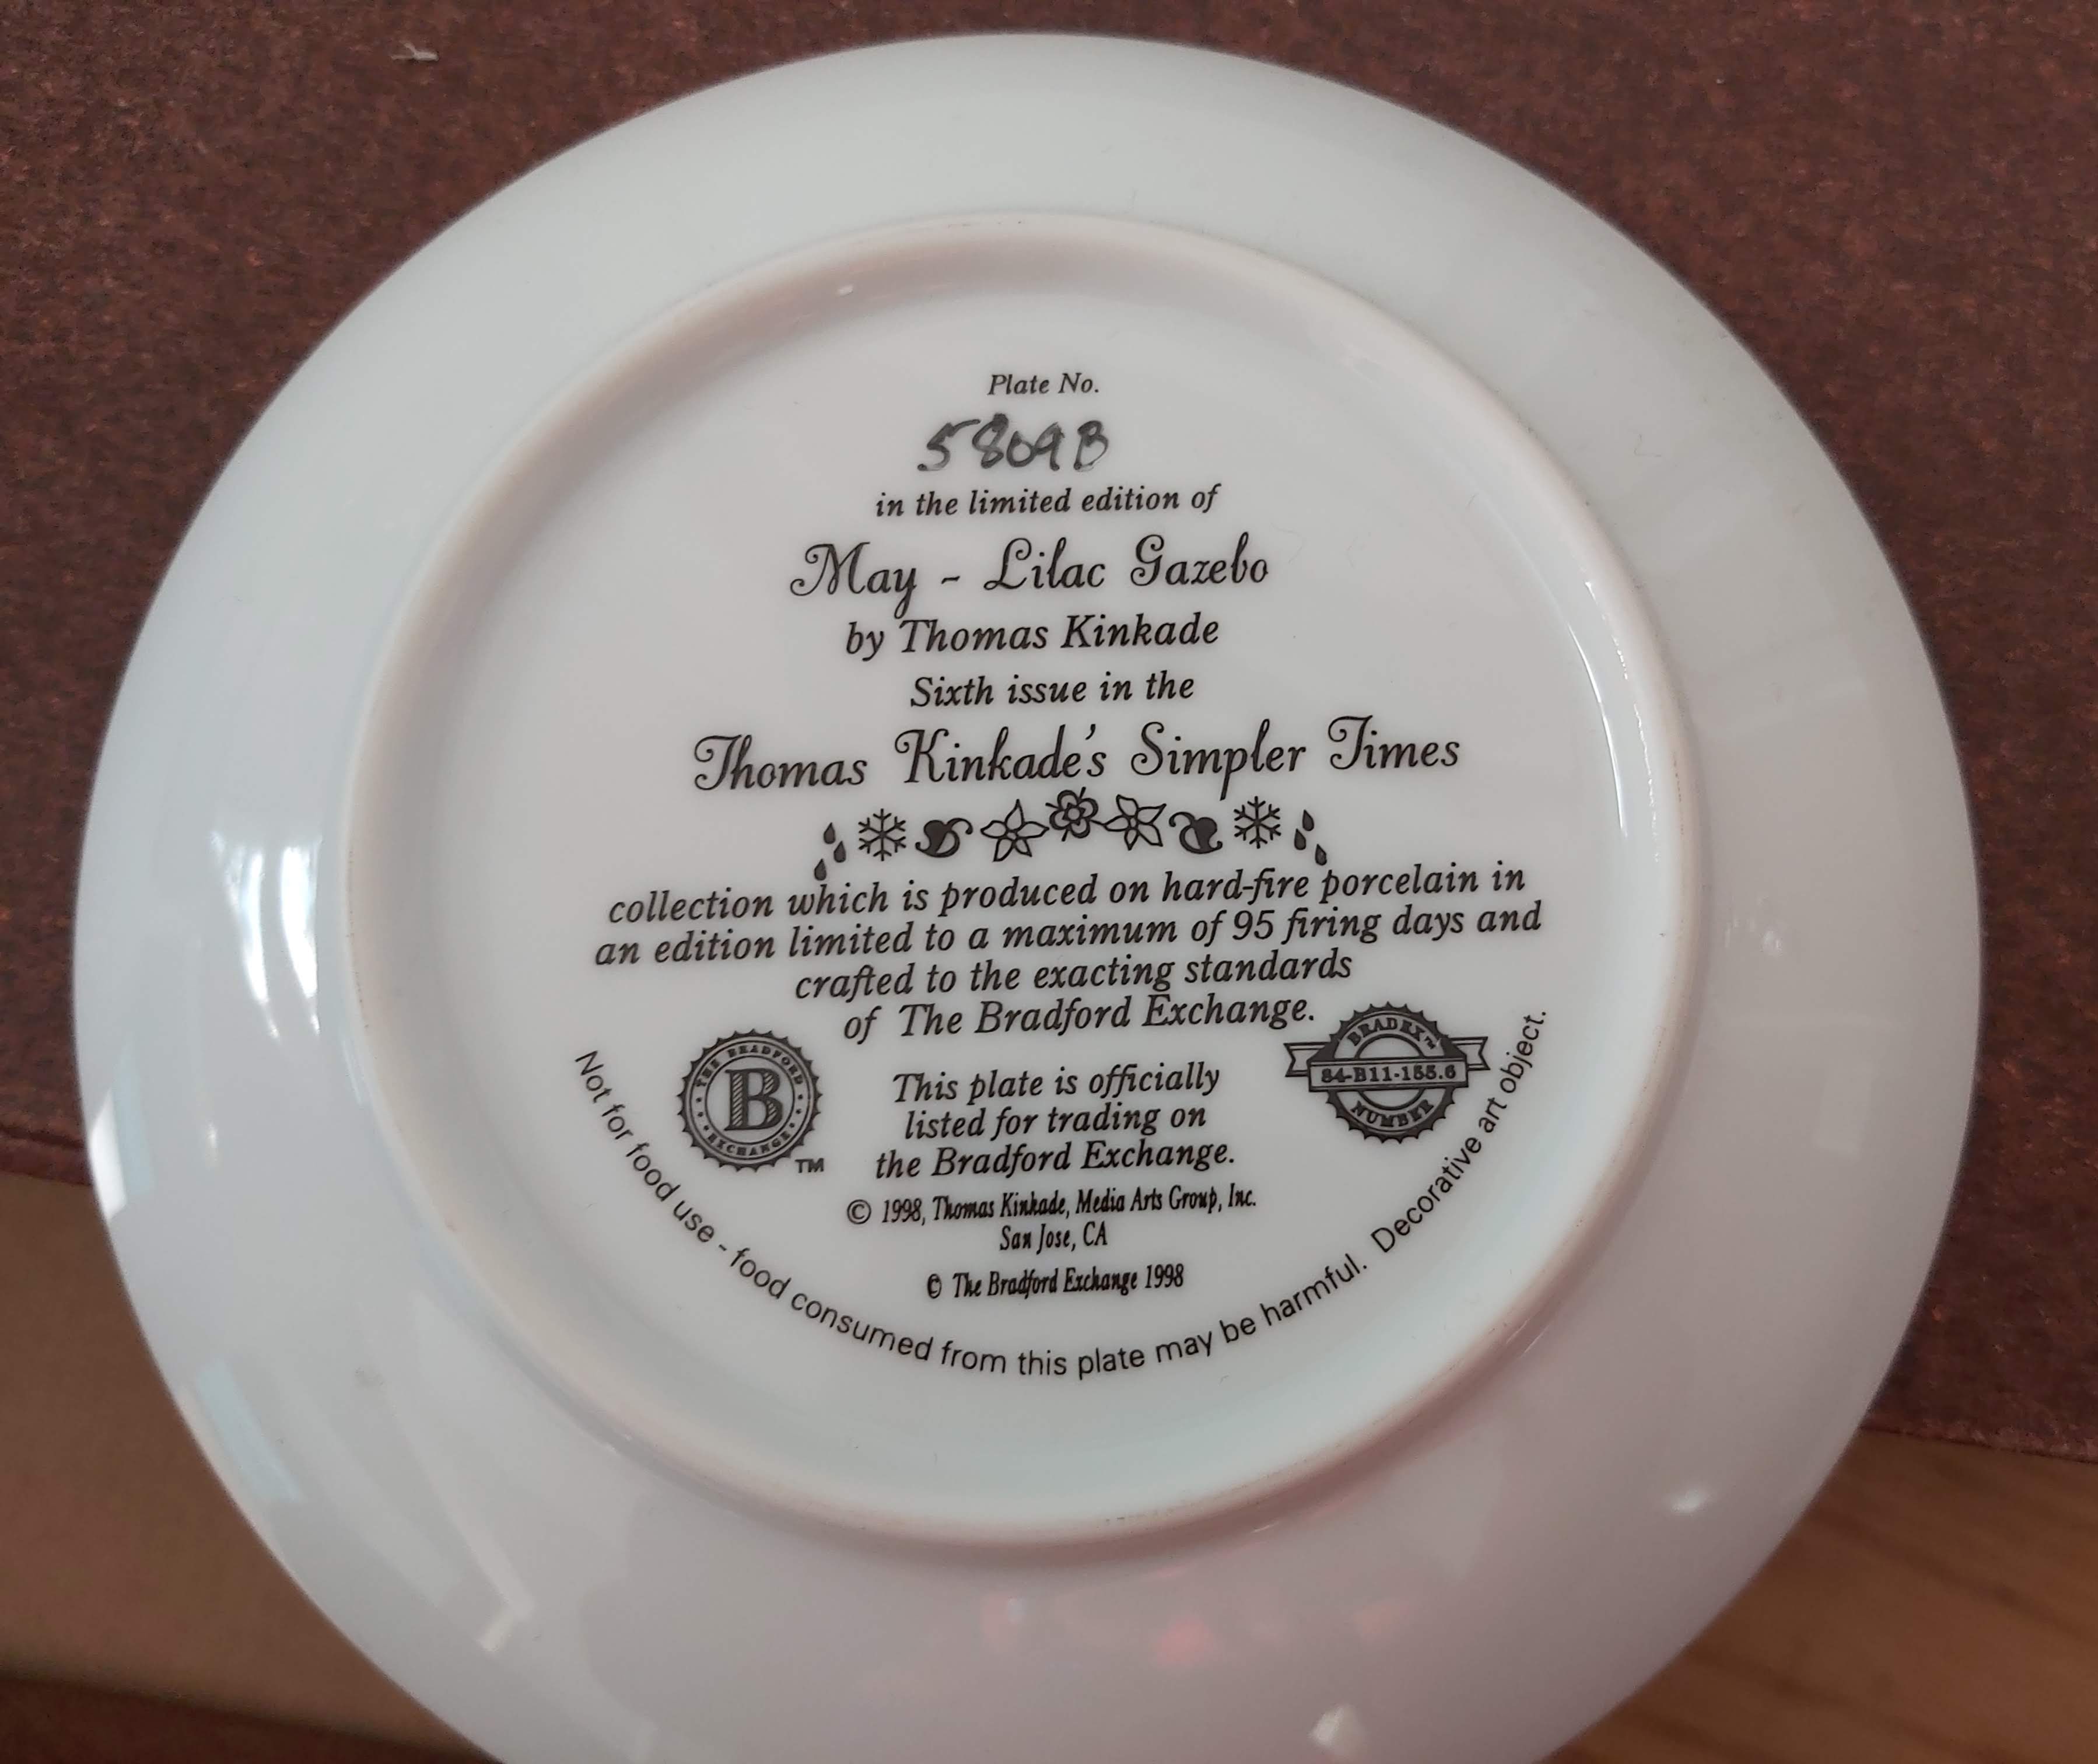 Plate No.
5809B
in the limited edition of
May - Lilac Gazebo
by Thomas Kinkade
Sixth issue in the
Thomas Kinkade's Simpler Times
collection which is produced on hard-fire porcelain in
an edition limited to a maximum of 95 firing days and
crafted to the exacting standards
of The Bradford Exchange.
THE BRADFORD
B
EXCHANGE
TM
This plate is officially
listed for trading on
the Bradford Exchange.
BRADEX™
84-B11-155.6
NUMBER
© 1998, Thomas Kinkade, Media Arts Group, Inc.
San Jose, CA
© The Bradford Exchange 1998
Not for food use - food consumed from this plate may be harmful. Decorative art object.